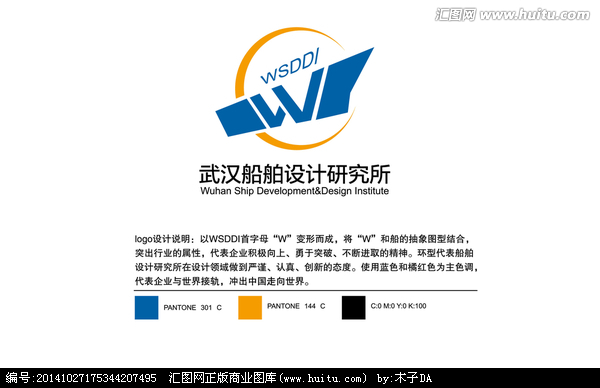 汇图网
www.huitu.com
WSDDI
武汉船舶设计研究所
Wuhan Ship Development&Design Institute
logo设计说明：以WSDDI首字母“W”变形而成，将“W”和船的抽象图型结合，
突出行业的属性，代表企业积极向上、勇于突破、不断进取的精神。环型代表船舶
设计研究所在设计领域做到严谨、认真、创新的态度。使用蓝色和橘红色为主色调，
代表企业与世界接轨，冲出中国走向世界。
PANTONE 301 C
PANTONE 144 C
C:0 M:0 Y:0 K:100
编号:20141027175344207495 汇图网正版商业图库(www.huitu.com) by:木子DA